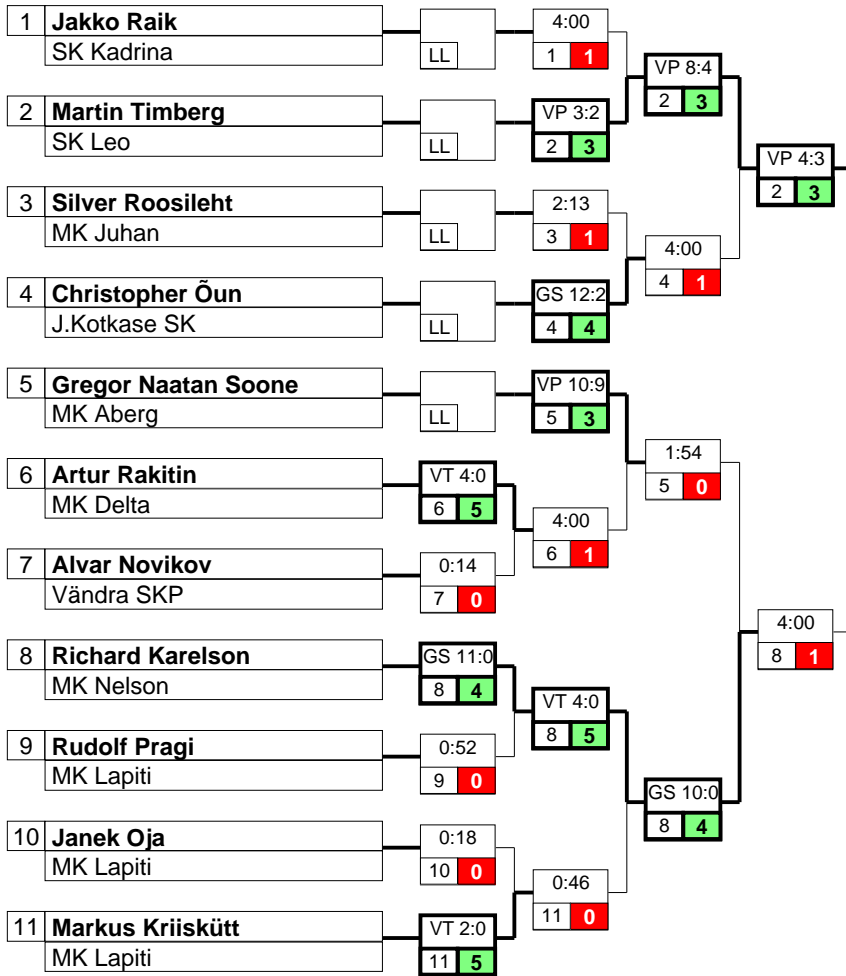 1 Jakko Raik
SK Kadrina
LL
4:00
1 1
VP 8:4
2 3
2 Martin Timberg
SK Leo
LL
VP 3:2
2 3
VP 4:3
2 3
3 Silver Roosileht
MK Juhan
LL
2:13
3 1
4:00
4 1
4 Christopher Õun
J.Kotkase SK
LL
GS 12:2
4 4
5 Gregor Naatan Soone
MK Aberg
LL
VP 10:9
5 3
1:54
5 0
6 Artur Rakitin
MK Delta
VT 4:0
6 5
4:00
6 1
7 Alvar Novikov
Vändra SKP
0:14
7 0
4:00
8 1
8 Richard Karelson
MK Nelson
GS 11:0
8 4
VT 4:0
8 5
9 Rudolf Pragi
MK Lapiti
0:52
9 0
GS 10:0
8 4
10 Janek Oja
MK Lapiti
0:18
10 0
0:46
11 0
11 Markus Kriiskütt
MK Lapiti
VT 2:0
11 5